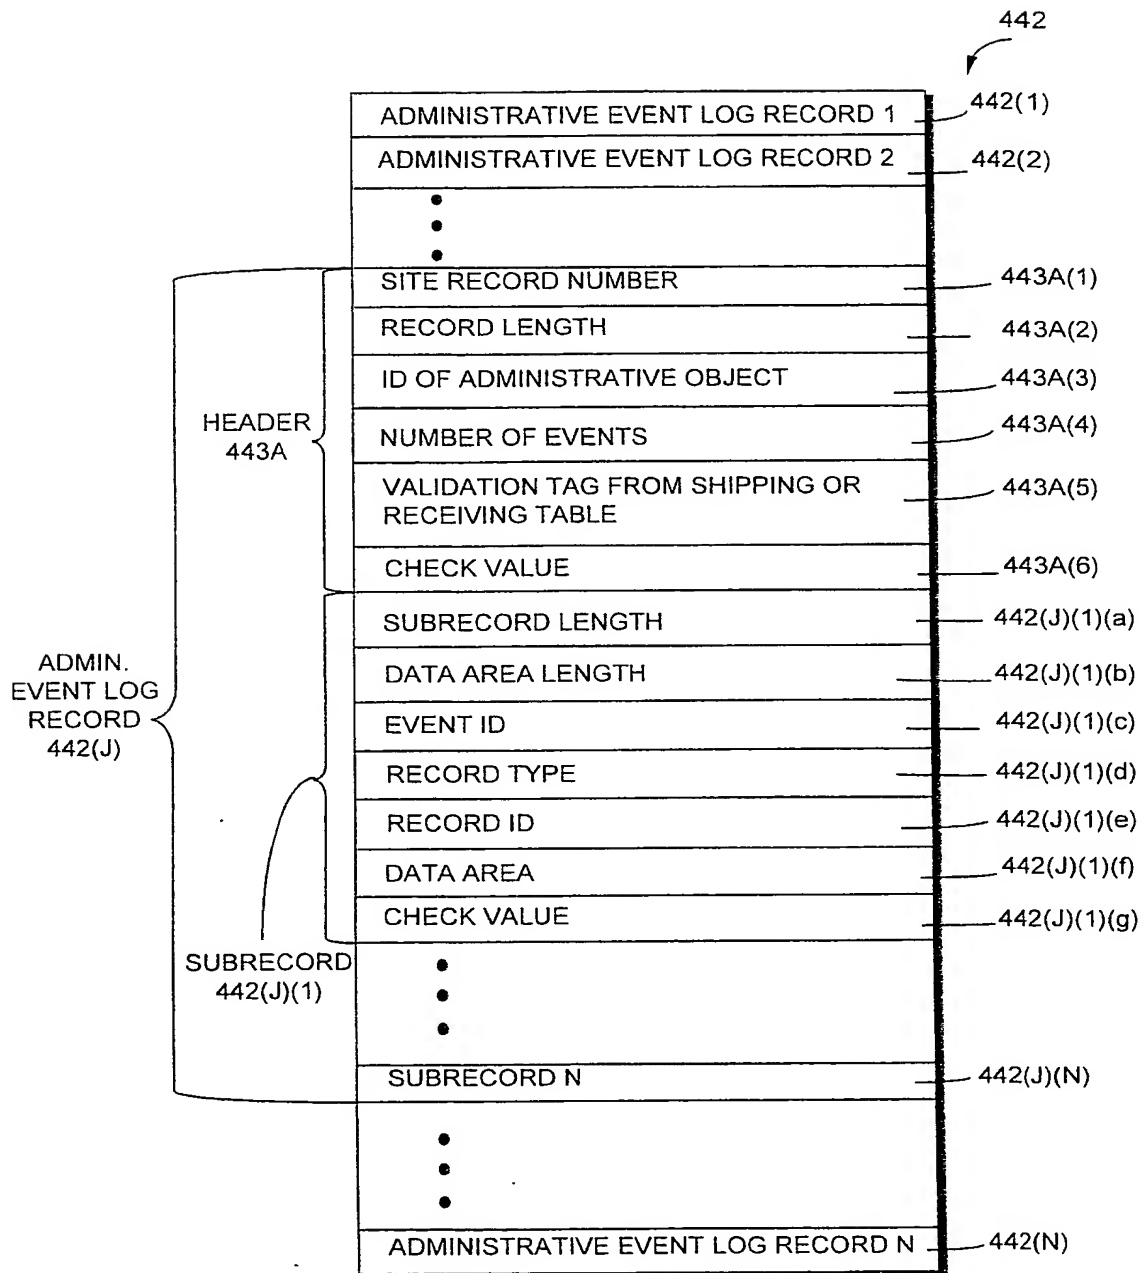 442
ADMINISTRATIVE EVENT LOG RECORD 1 442(1)
ADMINISTRATIVE EVENT LOG RECORD 2 442(2)
SITE RECORD NUMBER 443A(1)
RECORD LENGTH 443A(2)
ID OF ADMINISTRATIVE OBJECT 443A(3)
HEADER
443A
NUMBER OF EVENTS 443A(4)
VALIDATION TAG FROM SHIPPING OR
RECEIVING TABLE 443A(5)
CHECK VALUE 443A(6)
ADMIN.
EVENT LOG
RECORD
442(J)
SUBRECORD LENGTH 442(J)(1)(a)
DATA AREA LENGTH 442(J)(1)(b)
EVENT ID 442(J)(1)(c)
RECORD TYPE 442(J)(1)(d)
RECORD ID 442(J)(1)(e)
DATA AREA 442(J)(1)(f)
CHECK VALUE 442(J)(1)(g)
SUBRECORD
442(J)(1)
SUBRECORD N 442(J)(N)
ADMINISTRATIVE EVENT LOG RECORD N 442(N)